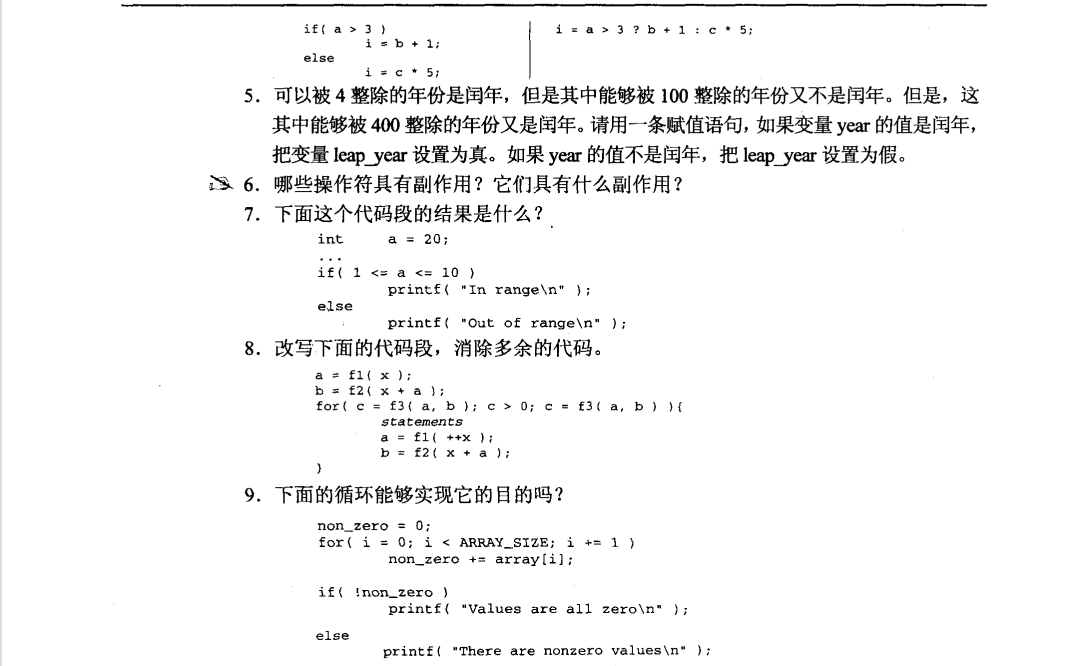 if( a > 3 )
i = b + 1;
else
i = c * 5;
i = a > 3 ? b + 1 : c * 5;
5. 可以被 4 整除的年份是闰年，但是其中能够被 100 整除的年份又不是闰年。但是，这
其中能够被 400 整除的年份又是闰年。请用一条赋值语句，如果变量 year 的值是闰年，
把变量 leap_year 设置为真。如果 year 的值不是闰年，把 leap_year 设置为假。
6. 哪些操作符具有副作用？它们具有什么副作用？
7. 下面这个代码段的结果是什么？
int a = 20;
...
if( 1 <= a <= 10 )
printf( "In range\n" );
else
printf( "Out of range\n" );
8. 改写下面的代码段，消除多余的代码。
a = f1( x );
b = f2( x + a );
for( c = f3( a, b ); c > 0; c = f3( a, b ) ){
statements
a = f1( ++x );
b = f2( x + a );
}
9. 下面的循环能够实现它的目的吗？
non_zero = 0;
for( i = 0; i < ARRAY_SIZE; i += 1 )
non_zero += array[i];
if( !non_zero )
printf( "Values are all zero\n" );
else
printf( "There are nonzero values\n" );